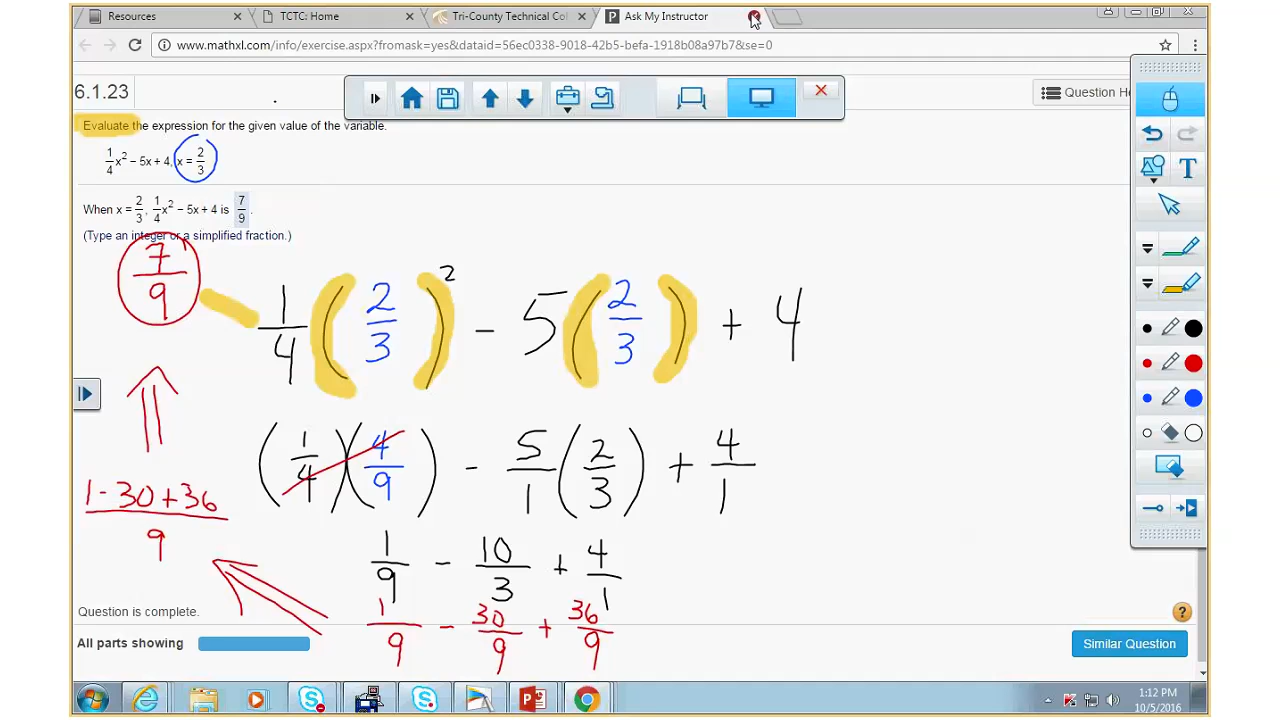 Resources × TCTC: Home × Tri-County Technical Col × Ask My Instructor
www.mathxl.com/info/exercise.aspx?fromask=yes&dataid=56ec0338-9018-42b5-befa-1918b08a97b7&se=0
6.1.23
Question He
Evaluate the expression for the given value of the variable.
1/4 x² − 5x + 4, x = 2/3
When x = 2/3, 1/4 x² − 5x + 4 is 7/9.
(Type an integer or a simplified fraction.)
7/9
1/4 (2/3)² − 5(2/3) + 4
(1/4)(4/9) − 5/1 (2/3) + 4/1
1-30+36/9
1/9 − 10/3 + 4/1
1/9 − 30/9 + 36/9
Question is complete.
All parts showing
Similar Question
T
?
1:12 PM
10/5/2016